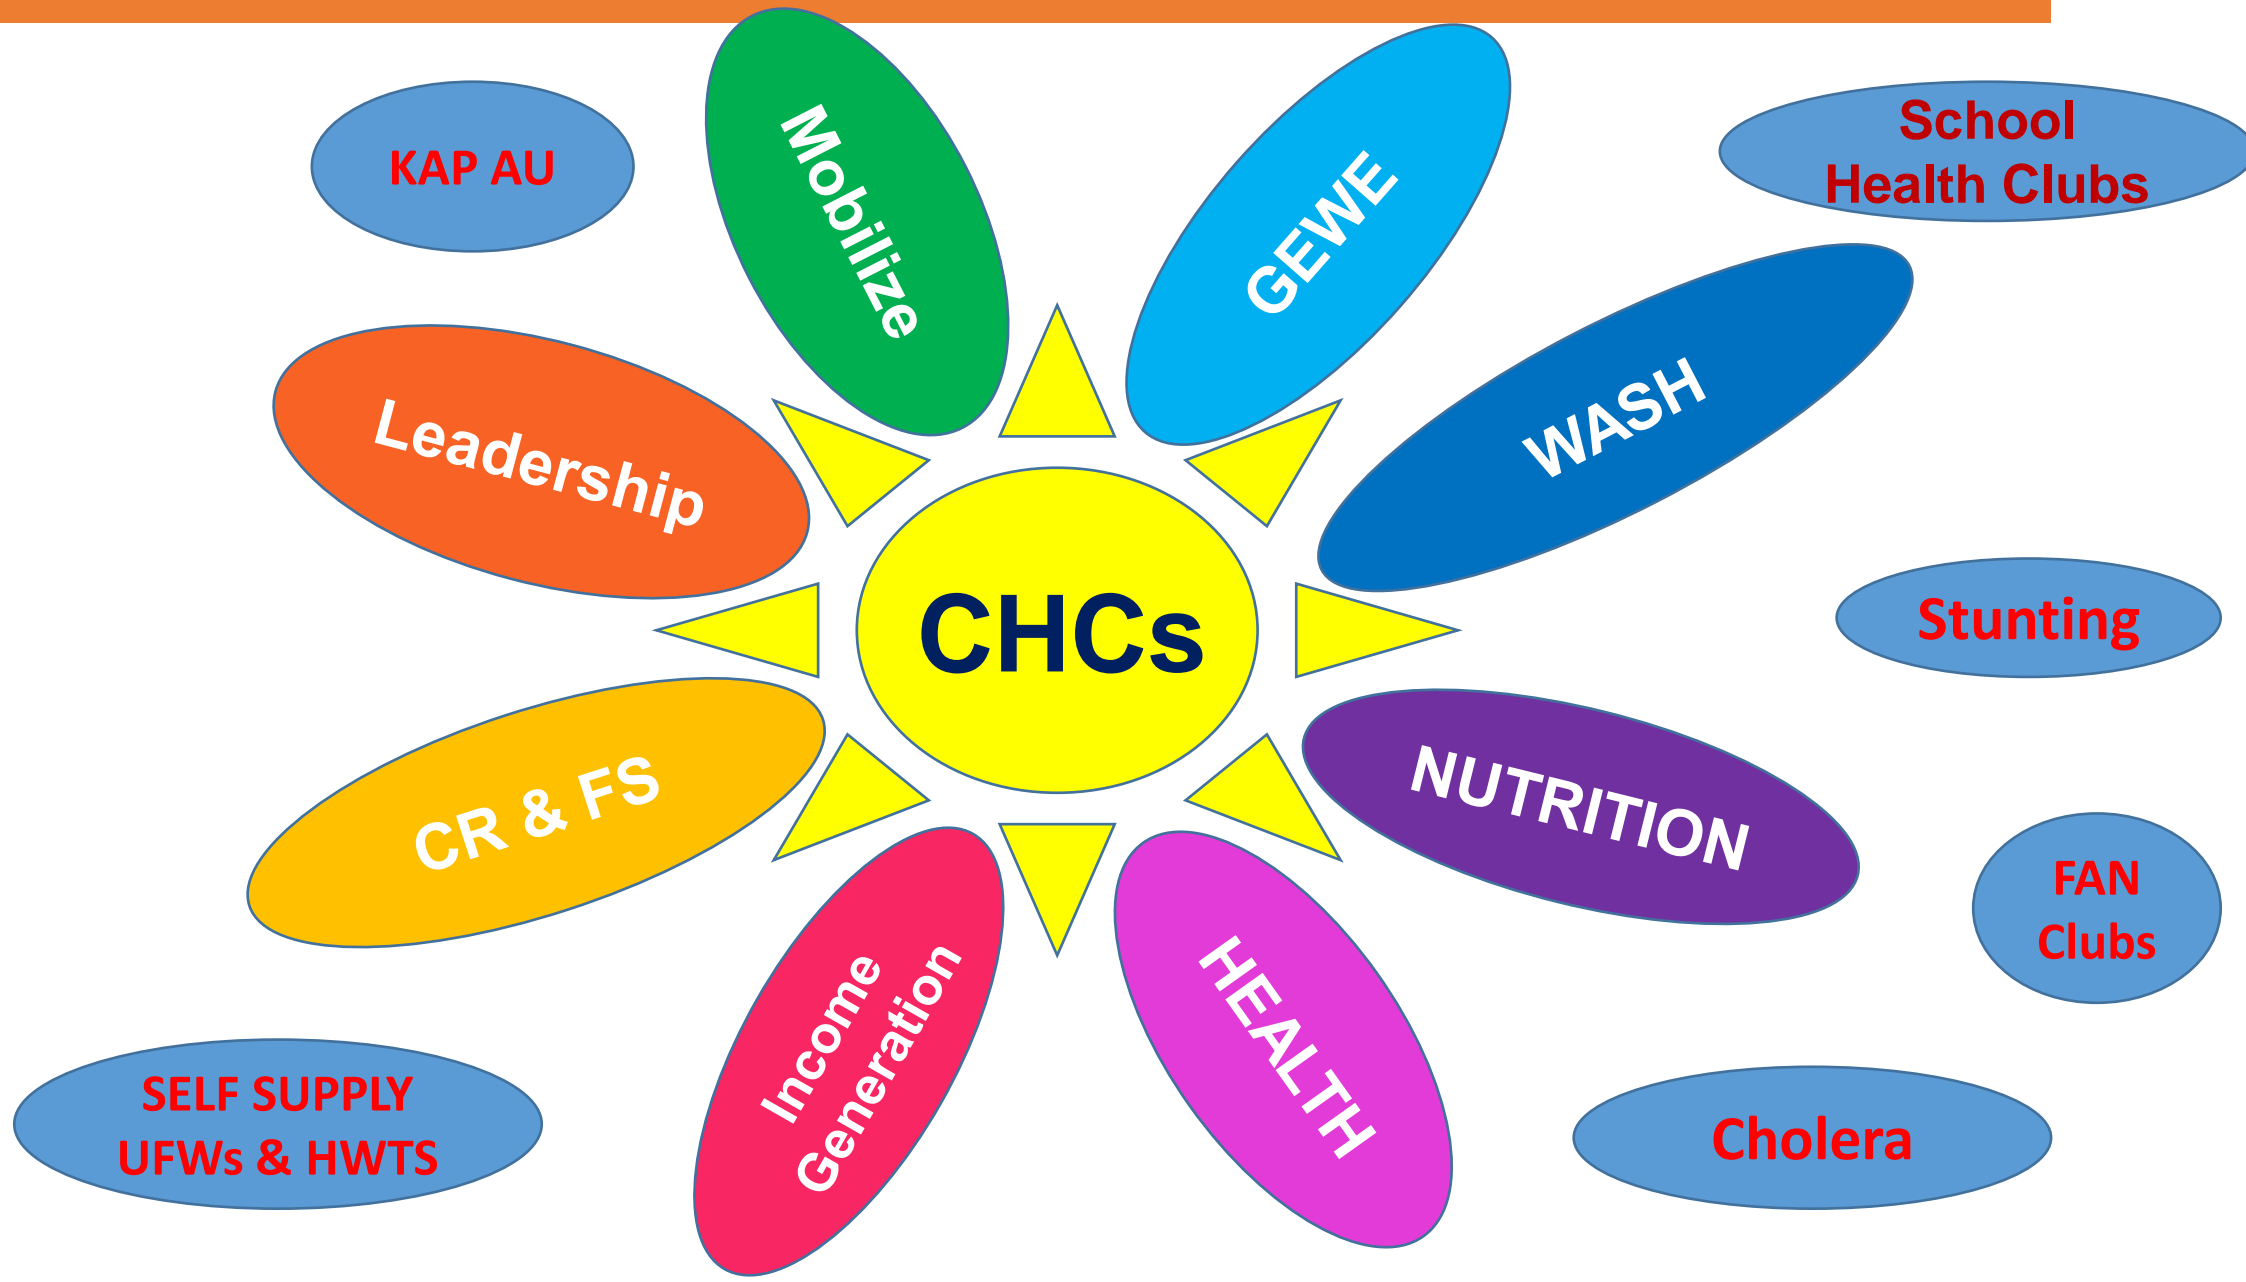 KAP AU
Mobilize
GEWE
School
Health Clubs
Leadership
WASH
CHCs
Stunting
CR & FS
NUTRITION
FAN
Clubs
Income
Generation
HEALTH
SELF SUPPLY
UFWs & HWTS
Cholera